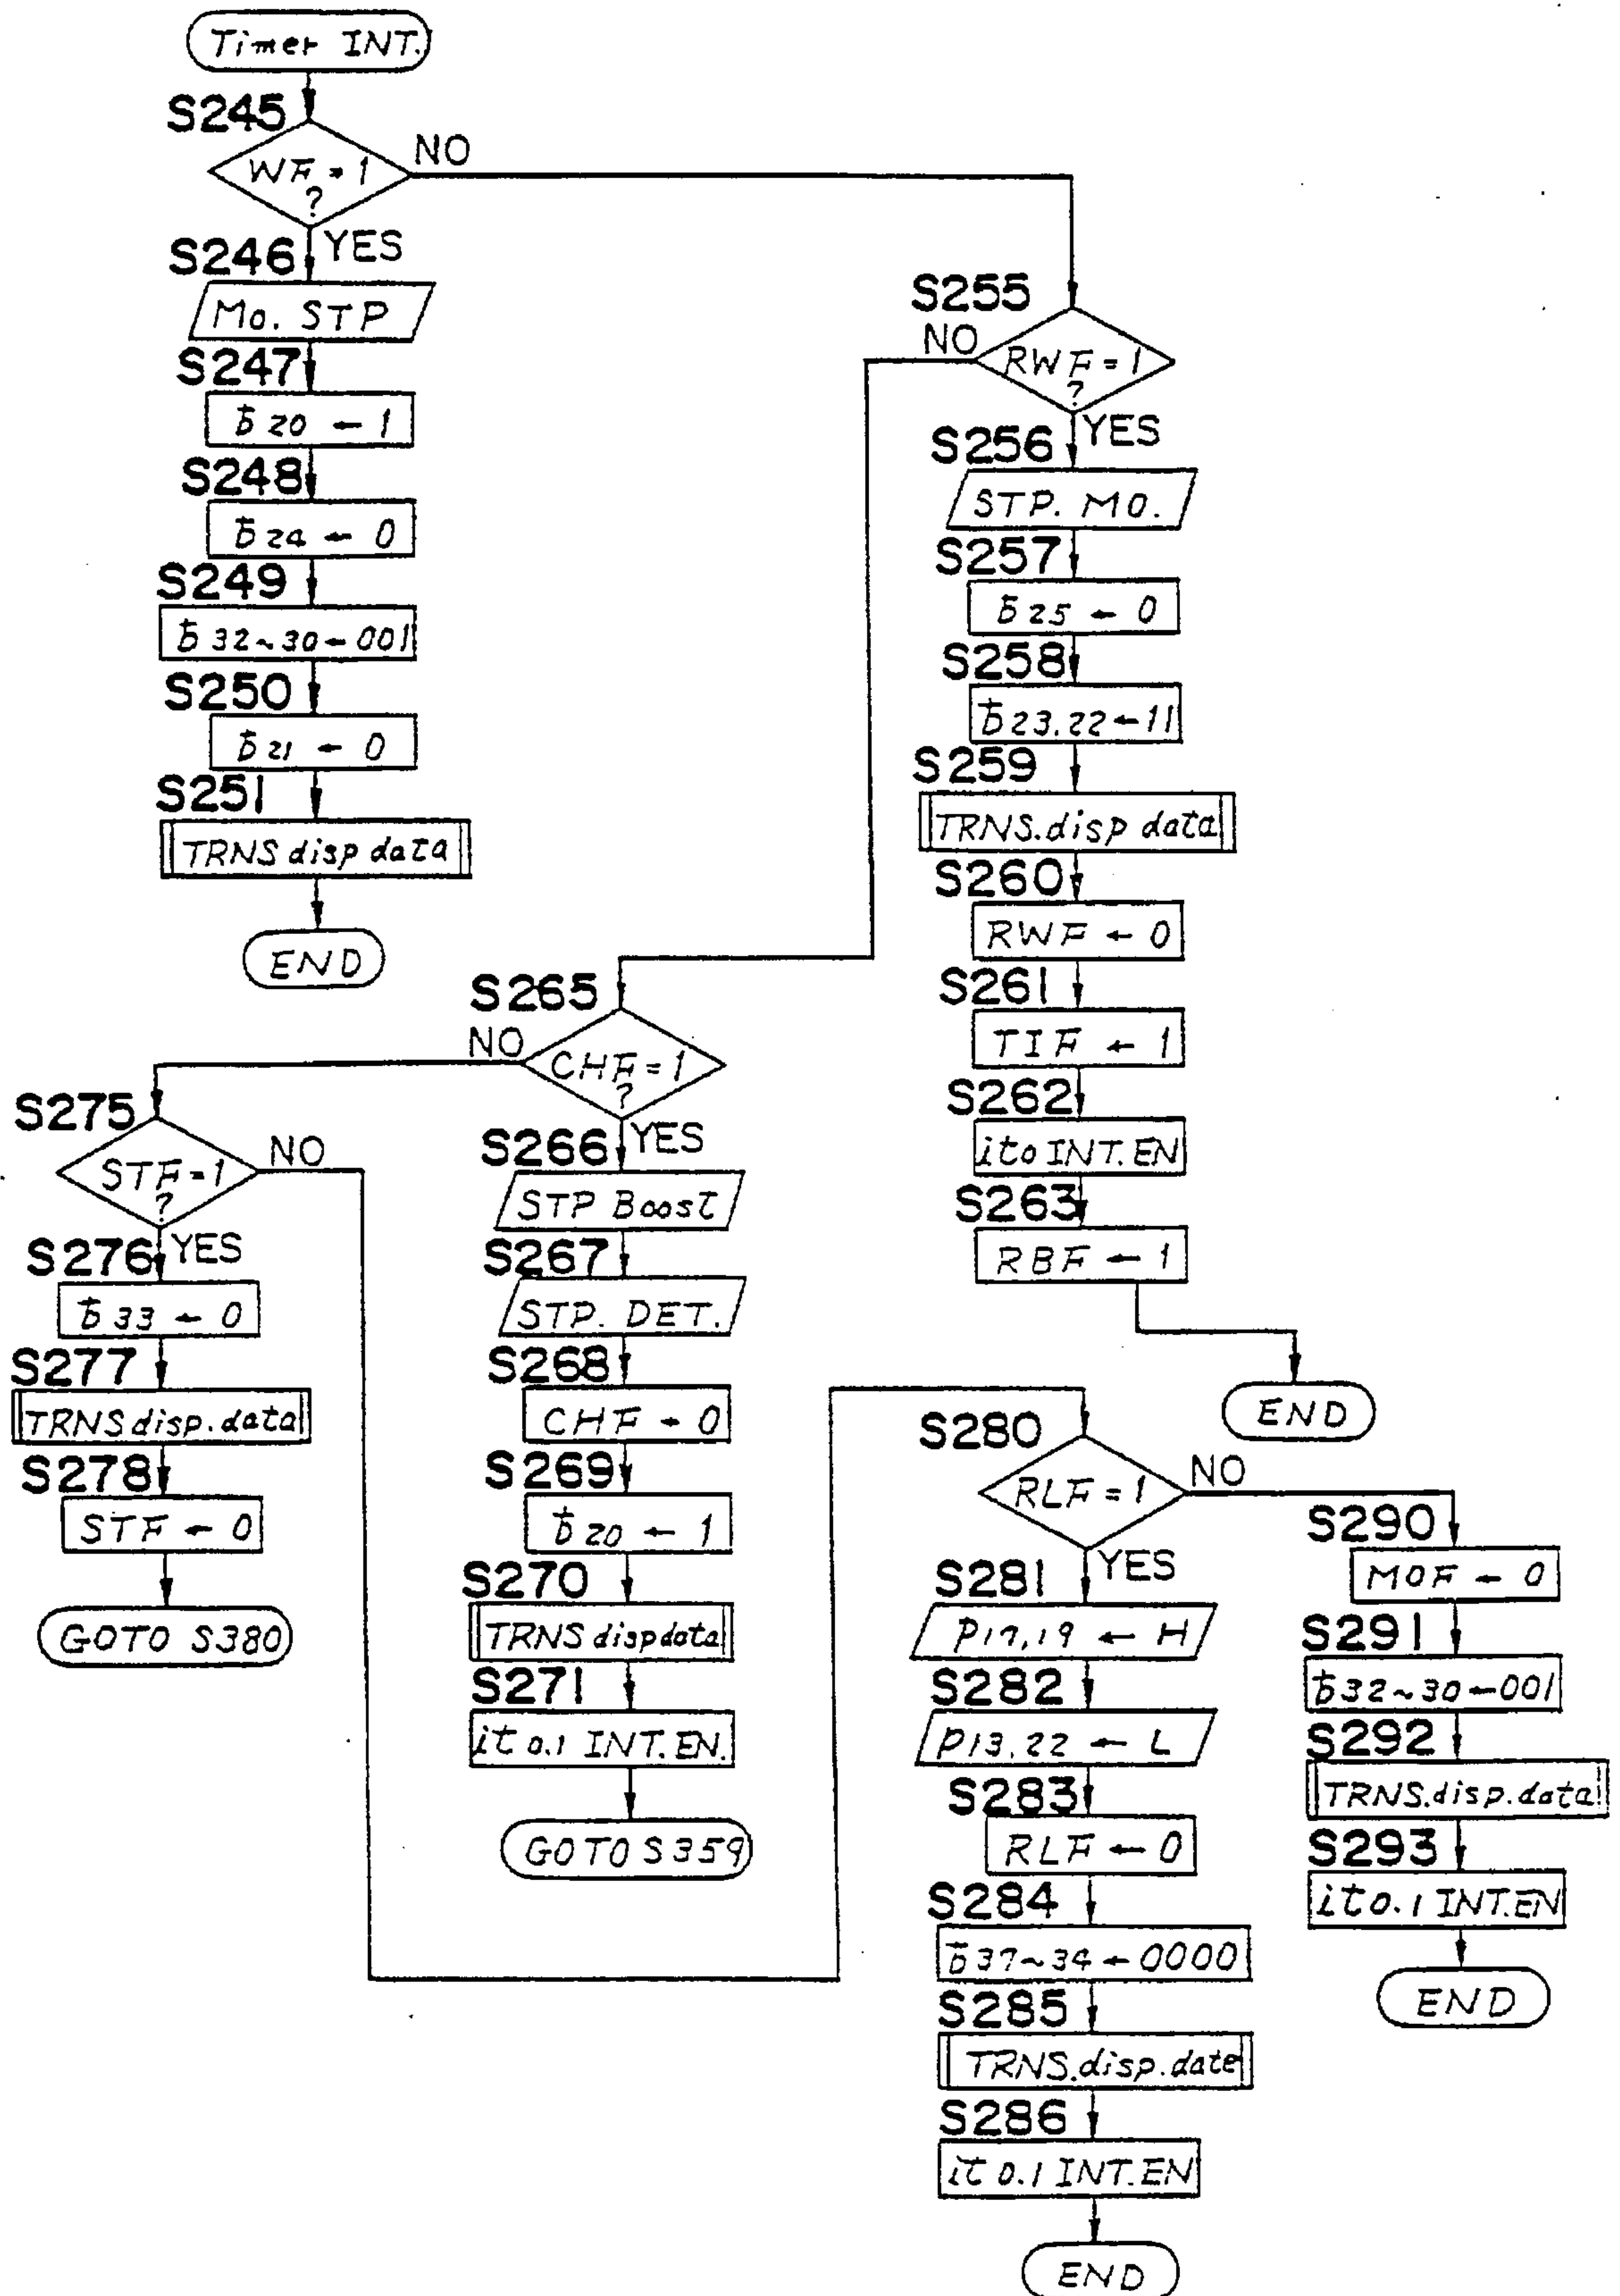 Timer INT.
S245
WF=1
?
NO
YES
S246
Mo. STP
S247
b20 ← 1
S248
b24 ← 0
S249
b32~30←001
S250
b21 ← 0
S251
TRNS disp data
END
S255
RWF=1
?
NO
YES
S256
STP. MO.
S257
b25 ← 0
S258
b23,22←11
S259
TRNS.disp data
S260
RWF ← 0
S261
TIF ← 1
S262
ito INT.EN
S263
RBF ← 1
END
S265
CHF=1
?
NO
YES
S266
STP Boost
S267
STP. DET.
S268
CHF ← 0
S269
b20 ← 1
S270
TRNS disp data
S271
it 0.1 INT.EN.
GOTO S359
S275
STF=1
?
NO
YES
S276
b33 ← 0
S277
TRNS disp.data
S278
STF ← 0
GOTO S380
S280
RLF=1
NO
YES
S281
P17,19 ← H
S282
P13,22 ← L
S283
RLF ← 0
S284
b37~34←0000
S285
TRNS.disp.date
S286
it 0.1 INT.EN
END
S290
MOF ← 0
S291
b32~30←001
S292
TRNS.disp.data
S293
it0.1 INT.EN
END